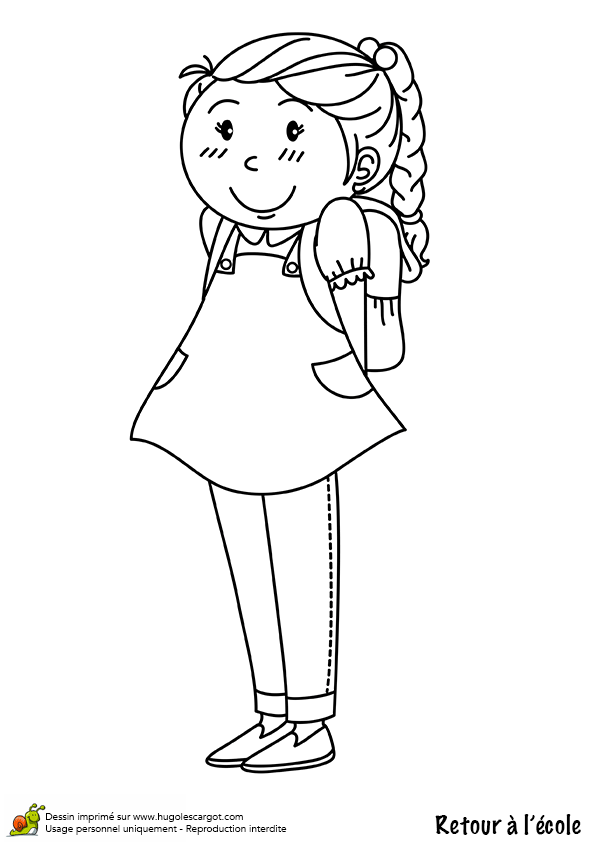 Dessin imprimé sur www.hugolescargot.com
Usage personnel uniquement - Reproduction interdite
Retour à l'école